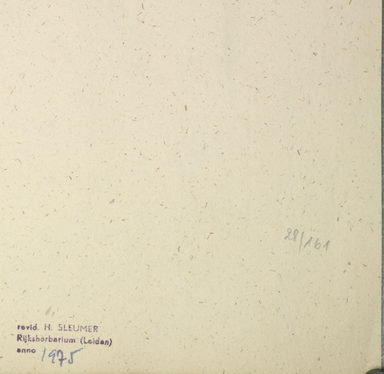 28/161
revid. H. SLEUMER
Rijksherbarium (Leiden)
anno 1975